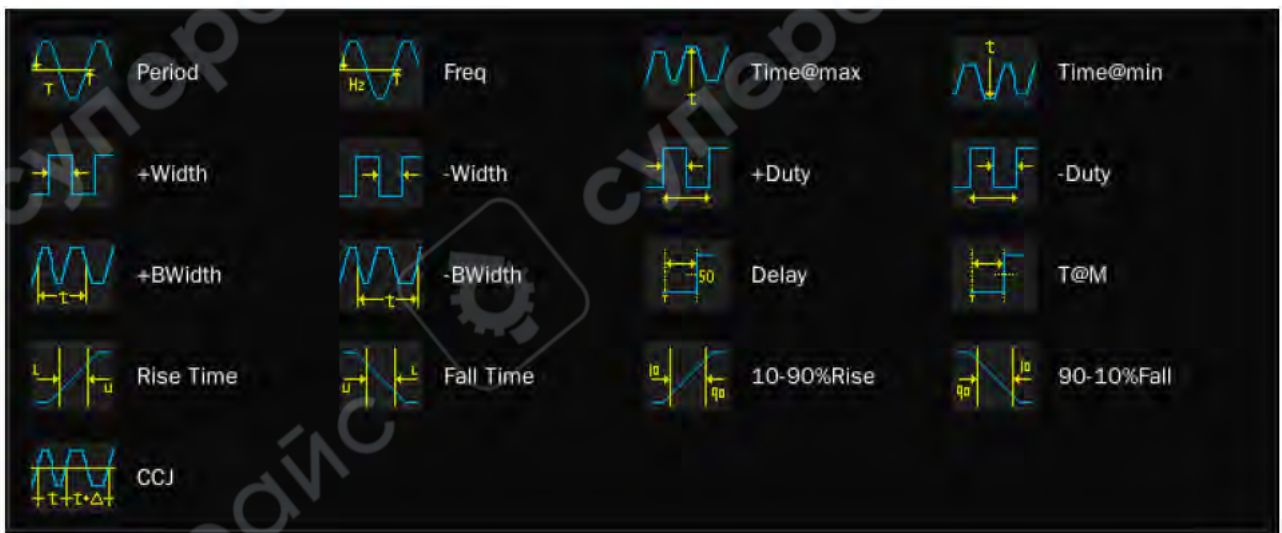 Period Freq Time@max Time@min
+Width -Width +Duty -Duty
+BWidth -BWidth Delay T@M
Rise Time Fall Time 10-90%Rise 90-10%Fall
CCJ